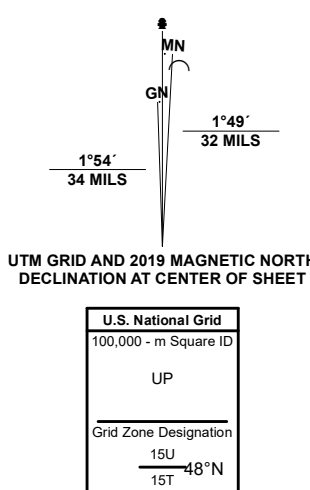 MN
GN
1°49´
32 MILS
1°54´
34 MILS
UTM GRID AND 2019 MAGNETIC NORTH
DECLINATION AT CENTER OF SHEET
U.S. National Grid
100,000 - m Square ID
UP
Grid Zone Designation
15U
48°N
15T